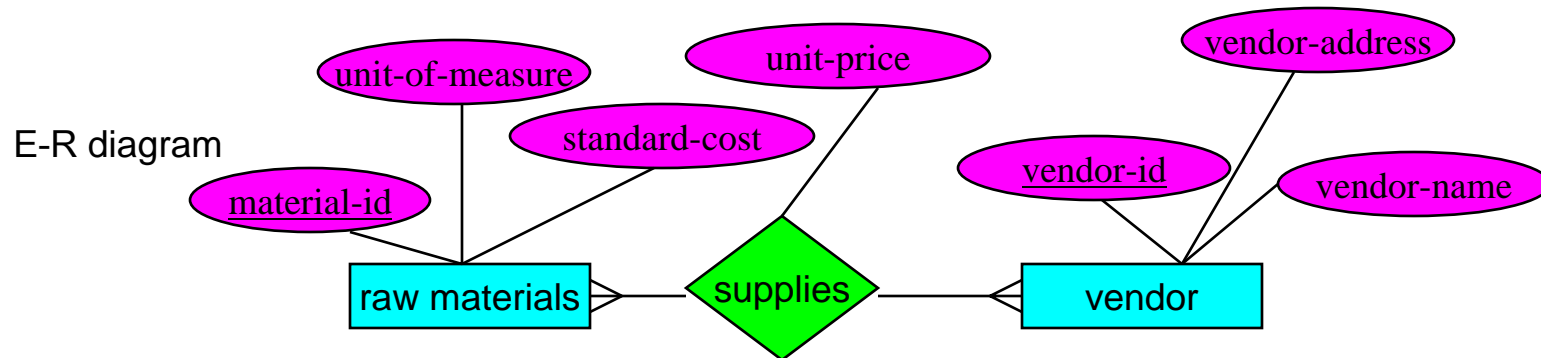 vendor-address
unit-price
unit-of-measure
E-R diagram
standard-cost
vendor-id
vendor-name
material-id
raw materials
supplies
vendor